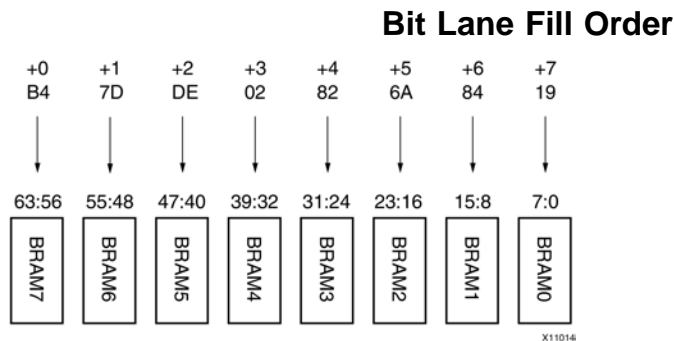 Bit Lane Fill Order
+0 +1 +2 +3 +4 +5 +6 +7
B4 7D DE 02 82 6A 84 19
63:56 55:48 47:40 39:32 31:24 23:16 15:8 7:0
BRAM7 BRAM6 BRAM5 BRAM4 BRAM3 BRAM2 BRAM1 BRAM0
X11014